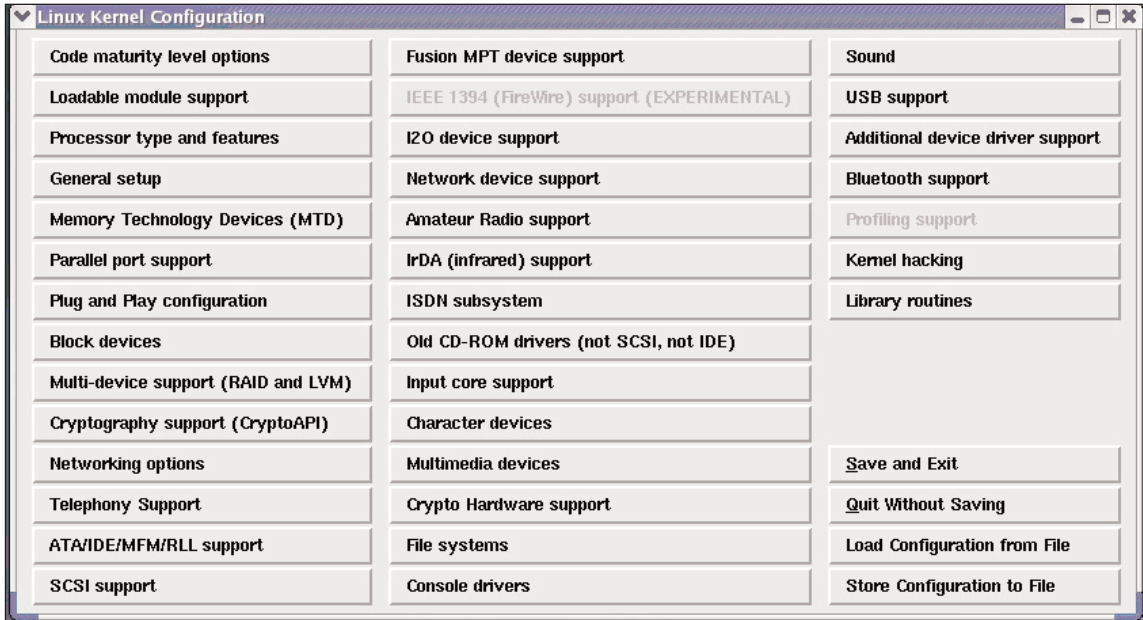 Linux Kernel Configuration
Code maturity level options
Loadable module support
Processor type and features
General setup
Memory Technology Devices (MTD)
Parallel port support
Plug and Play configuration
Block devices
Multi-device support (RAID and LVM)
Cryptography support (CryptoAPI)
Networking options
Telephony Support
ATA/IDE/MFM/RLL support
SCSI support
Fusion MPT device support
IEEE 1394 (FireWire) support (EXPERIMENTAL)
I2O device support
Network device support
Amateur Radio support
IrDA (infrared) support
ISDN subsystem
Old CD-ROM drivers (not SCSI, not IDE)
Input core support
Character devices
Multimedia devices
Crypto Hardware support
File systems
Console drivers
Sound
USB support
Additional device driver support
Bluetooth support
Profiling support
Kernel hacking
Library routines
Save and Exit
Quit Without Saving
Load Configuration from File
Store Configuration to File